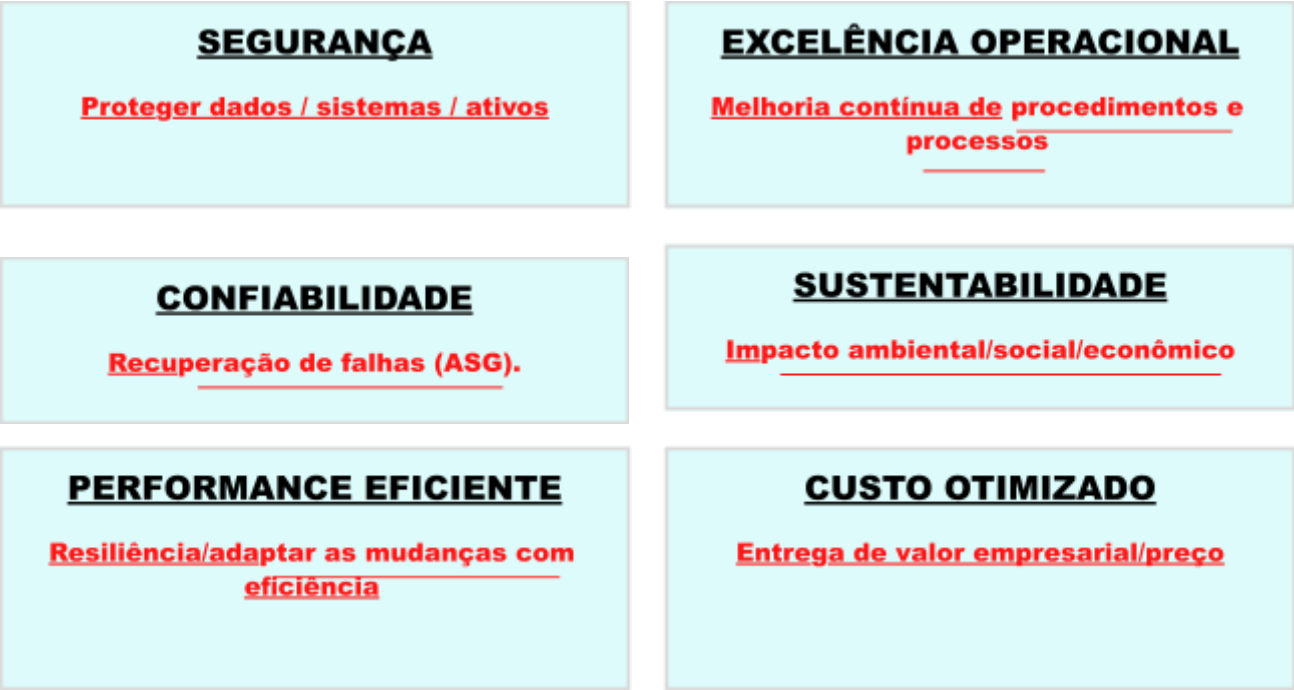 SEGURANÇA
Proteger dados / sistemas / ativos
EXCELÊNCIA OPERACIONAL
Melhoria contínua de procedimentos e
processos
CONFIABILIDADE
Recuperação de falhas (ASG).
SUSTENTABILIDADE
Impacto ambiental/social/econômico
PERFORMANCE EFICIENTE
Resiliência/adaptar as mudanças com
eficiência
CUSTO OTIMIZADO
Entrega de valor empresarial/preço